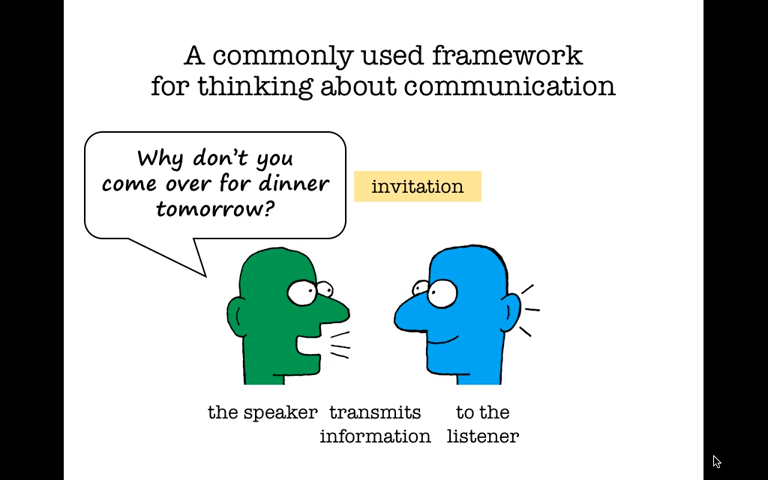 A commonly used framework
for thinking about communication
Why don't you
come over for dinner
tomorrow?
invitation
the speaker transmits to the
information listener